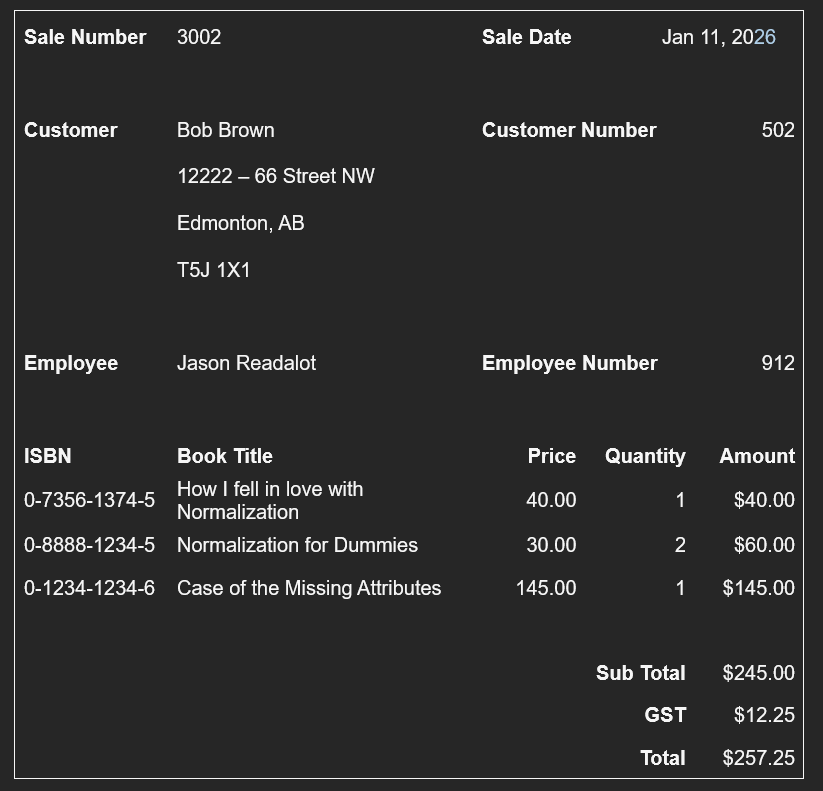 Sale Number 3002 Sale Date Jan 11, 2026
Customer Bob Brown Customer Number 502
12222 – 66 Street NW
Edmonton, AB
T5J 1X1
Employee Jason Readalot Employee Number 912
ISBN Book Title Price Quantity Amount
0-7356-1374-5 How I fell in love with Normalization 40.00 1 $40.00
0-8888-1234-5 Normalization for Dummies 30.00 2 $60.00
0-1234-1234-6 Case of the Missing Attributes 145.00 1 $145.00
Sub Total $245.00
GST $12.25
Total $257.25